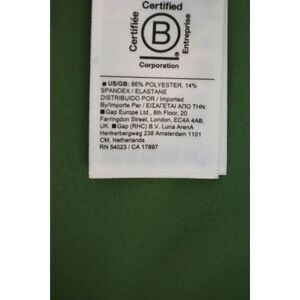 Certified
Certifiée
B
®
Entreprise
Corporation
■ US/GB: 86% POLYESTER, 14%
SPANDEX / ELASTANE
DISTRIBUIDO POR / Imported
By/Importe Par / ΕΙΣΑΓΕΤΑΙ ΑΠΟ ΤΗΝ:
■ Gap Europe Ltd., 8th Floor, 20
Farringdon Street, London, EC4A 4AB,
UK. ■ Gap (RHC) B.V. Luna ArenA
Herikerbergweg 238 Amsterdam 1101
CM, Netherlands
RN 54023 / CA 17897